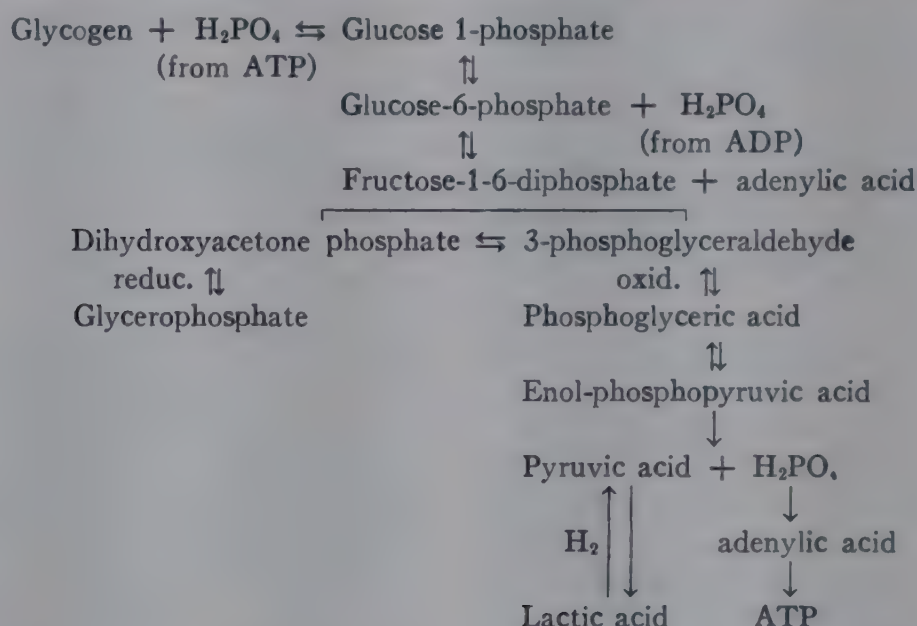 Glycogen + H₂PO₄ ⇆ Glucose 1-phosphate
(from ATP) ⇅
Glucose-6-phosphate + H₂PO₄
⇅ (from ADP)
Fructose-1-6-diphosphate + adenylic acid
Dihydroxyacetone phosphate ⇆ 3-phosphoglyceraldehyde
reduc. ⇅ oxid. ⇅
Glycerophosphate Phosphoglyceric acid
⇅
Enol-phosphopyruvic acid
↓
Pyruvic acid + H₂PO₄
H₂ ↑↓ ↓ adenylic acid
↓
Lactic acid ATP